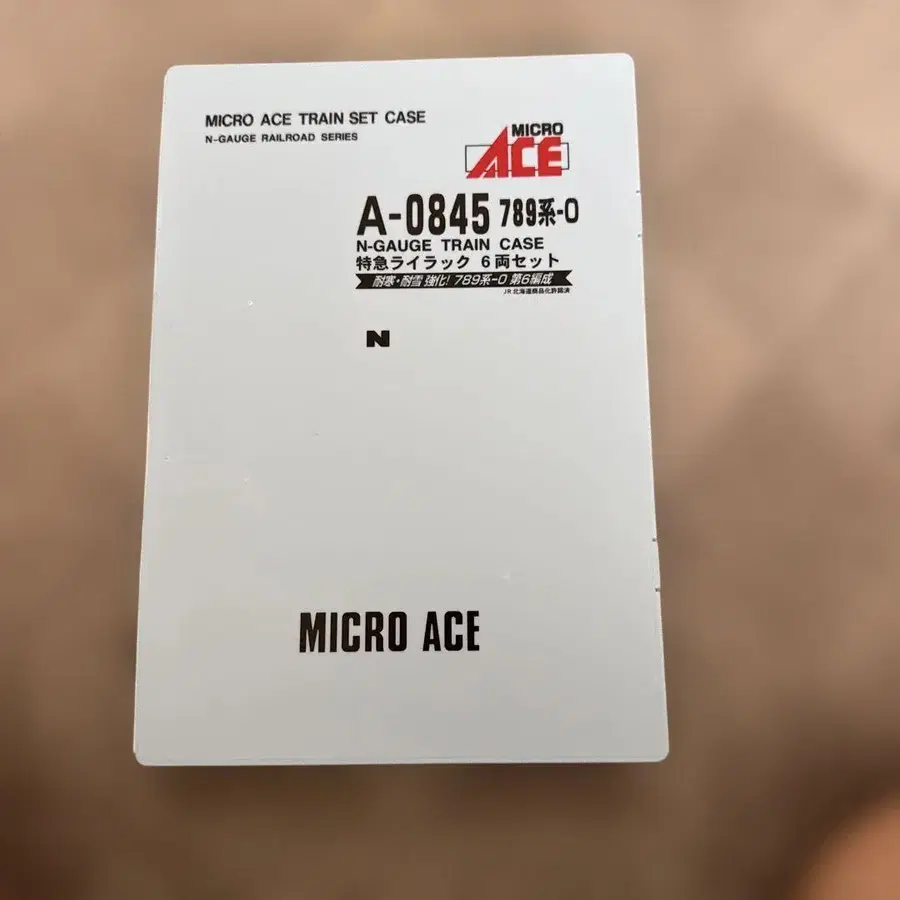 MICRO ACE TRAIN SET CASE
N-GAUGE RAILROAD SERIES
MICRO
ACE
A-0845 789系-0
N-GAUGE TRAIN CASE
特急ライラック 6両セット
耐寒・耐雪 強化! 789系-0 第6編成
JR北海道商品化許諾済
N
MICRO ACE